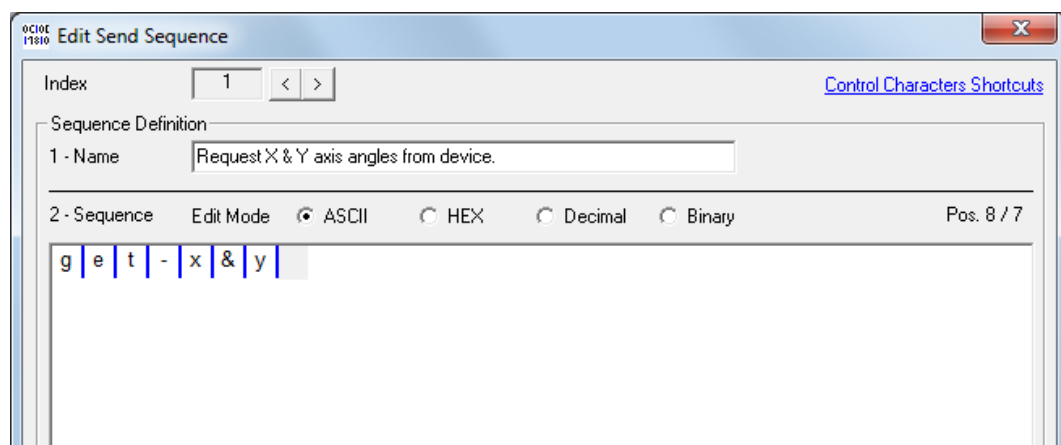 Edit Send Sequence
Index 1 < > Control Characters Shortcuts
Sequence Definition
1 - Name Request X & Y axis angles from device.
2 - Sequence Edit Mode ASCII HEX Decimal Binary Pos. 8 / 7
g e t - x & y